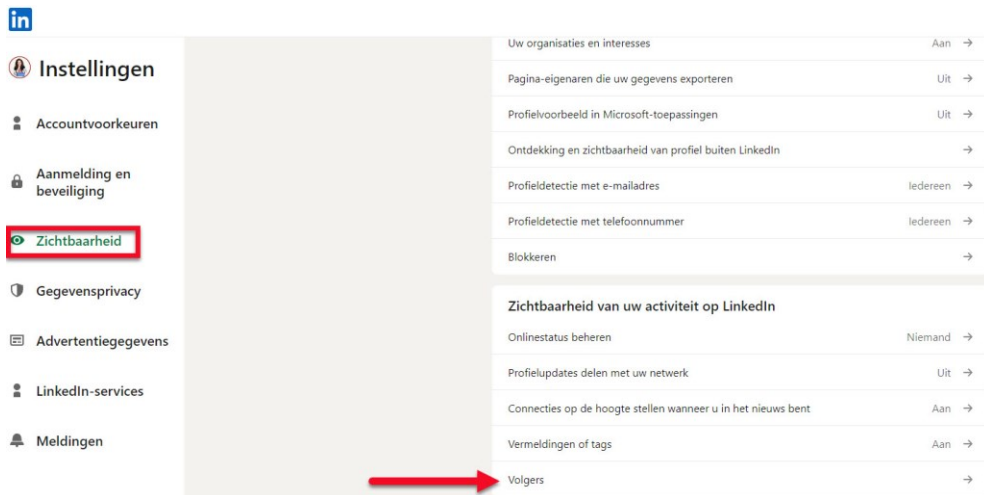 in
Instellingen
Accountvoorkeuren
Aanmelding en
beveiliging
Zichtbaarheid
Gegevensprivacy
Advertentiegegevens
LinkedIn-services
Meldingen
Uw organisaties en interesses Aan
Pagina-eigenaren die uw gegevens exporteren Uit
Profielvoorbeeld in Microsoft-toepassingen Uit
Ontdekking en zichtbaarheid van profiel buiten LinkedIn
Profieldetectie met e-mailadres Iedereen
Profieldetectie met telefoonnummer Iedereen
Blokkeren
Zichtbaarheid van uw activiteit op LinkedIn
Onlinestatus beheren Niemand
Profielupdates delen met uw netwerk Uit
Connecties op de hoogte stellen wanneer u in het nieuws bent Aan
Vermeldingen of tags Aan
Volgers